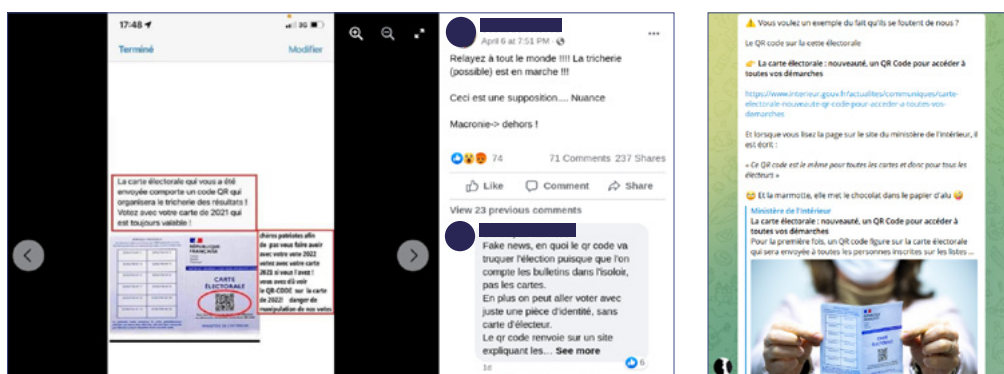 17:48
3G
Terminé
Modifier
La carte électorale qui vous a été
envoyée comporte un code QR qui
organisera le tricherie des résultats !
Votez avec votre carte de 2021 qui
est toujours valable !
chères patriotes afin
de pas vous faire avoir
avec votre vote 2022
votes avec votre carte
2021 si vous l avez !
vous avez dû voir
le QR-CODE sur la carte
de 2022! danger de
manipulation de nos votes
RÉPUBLIQUE
FRANÇAISE
CARTE
ÉLECTORALE
MINISTÈRE DE L'INTÉRIEUR
April 6 at 7:51 PM
Relayez à tout le monde !!!! La tricherie
(possible) est en marche !!!
Ceci est une supposition.... Nuance
Macronie-> dehors !
74
71 Comments 237 Shares
Like Comment Share
View 23 previous comments
Fake news, en quoi le qr code va
truquer l'élection puisque que l'on
compte les bulletins dans l'isoloir,
pas les cartes.
En plus on peut aller voter avec
juste une pièce d'identité, sans
carte d'électeur.
Le qr code renvoie sur un site
expliquant les... See more
6
1d
Vous voulez un exemple du fait qu'ils se foutent de nous ?
Le QR code sur la cette électorale
La carte électorale : nouveauté, un QR Code pour accéder à
toutes vos démarches
https://www.interieur.gouv.fr/actualites/communiques/carte-
electorale-nouveaute-qr-code-pour-acceder-a-toutes-vos-
demarches
Et lorsque vous lisez la page sur le site du ministère de l'intérieur, il
est écrit :
« Ce QR code est le même pour toutes les cartes et donc pour tous les
électeurs »
Et la marmotte, elle met le chocolat dans le papier d'alu
Ministère de l'Intérieur
La carte électorale : nouveauté, un QR Code pour accéder à
toutes vos démarches
Pour la première fois, un QR code figure sur la carte électorale
qui sera envoyée à toutes les personnes inscrites sur les listes ...
CARTE
ÉLECTORALE